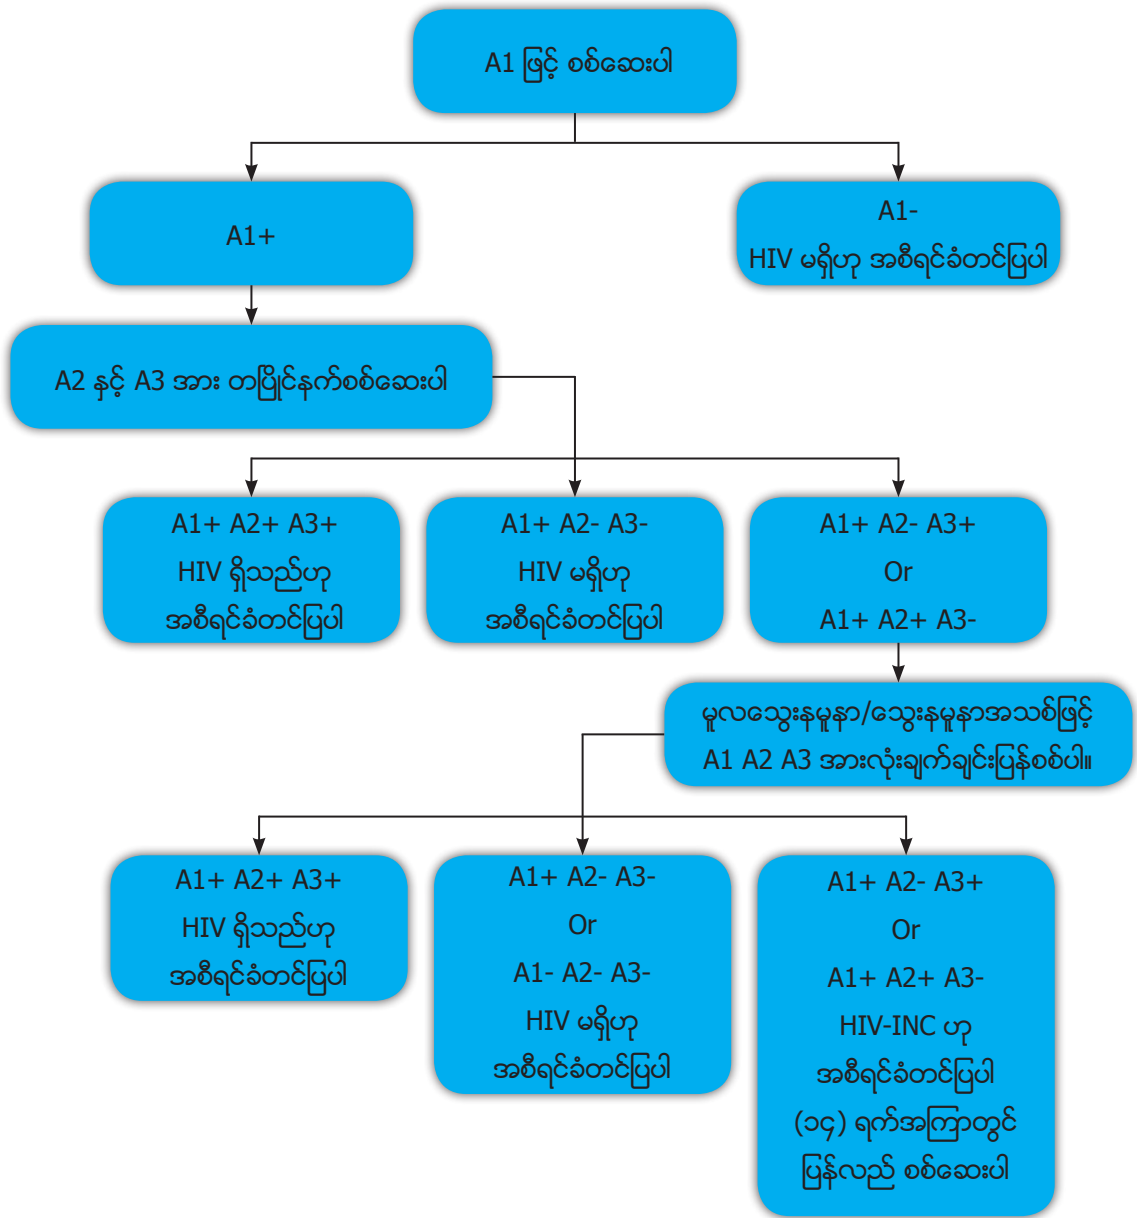 A1 ဖြင့် စစ်ဆေးပါ
A1+
A1-
HIV မရှိဟု အစီရင်ခံတင်ပြပါ
A2 နှင့် A3 အား တပြိုင်နက်စစ်ဆေးပါ
A1+ A2+ A3+
HIV ရှိသည်ဟု
အစီရင်ခံတင်ပြပါ
A1+ A2- A3-
HIV မရှိဟု
အစီရင်ခံတင်ပြပါ
A1+ A2- A3+
Or
A1+ A2+ A3-
မူလသွေးနမူနာ/သွေးနမူနာအသစ်ဖြင့်
A1 A2 A3 အားလုံးချက်ချင်းပြန်စစ်ပါ။
A1+ A2+ A3+
HIV ရှိသည်ဟု
အစီရင်ခံတင်ပြပါ
A1+ A2- A3-
Or
A1- A2- A3-
HIV မရှိဟု
အစီရင်ခံတင်ပြပါ
A1+ A2- A3+
Or
A1+ A2+ A3-
HIV-INC ဟု
အစီရင်ခံတင်ပြပါ
(၁၄) ရက်အကြာတွင်
ပြန်လည် စစ်ဆေးပါ